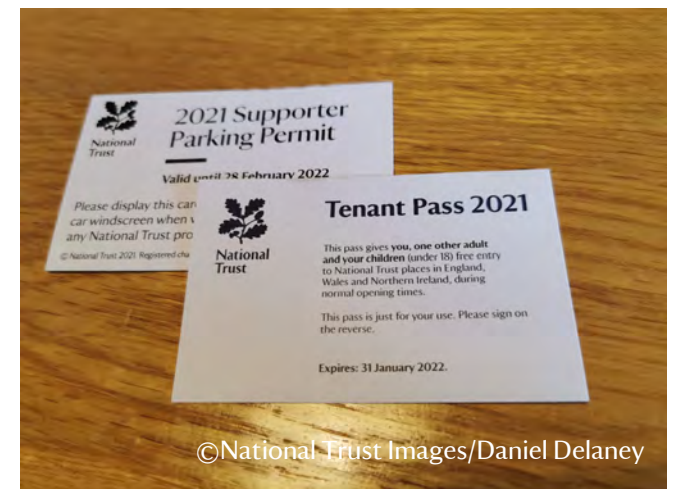 National
Trust
2021 Supporter
Parking Permit
Valid until 28 February 2022
Please display this car
car windscreen when
any National Trust pro
© National Trust 2021. Registered cha
National
Trust
Tenant Pass 2021
This pass gives you, one other adult
and your children (under 18) free entry
to National Trust places in England,
Wales and Northern Ireland, during
normal opening times.
This pass is just for your use. Please sign on
the reverse.
Expires: 31 January 2022.
©National Trust Images/Daniel Delaney